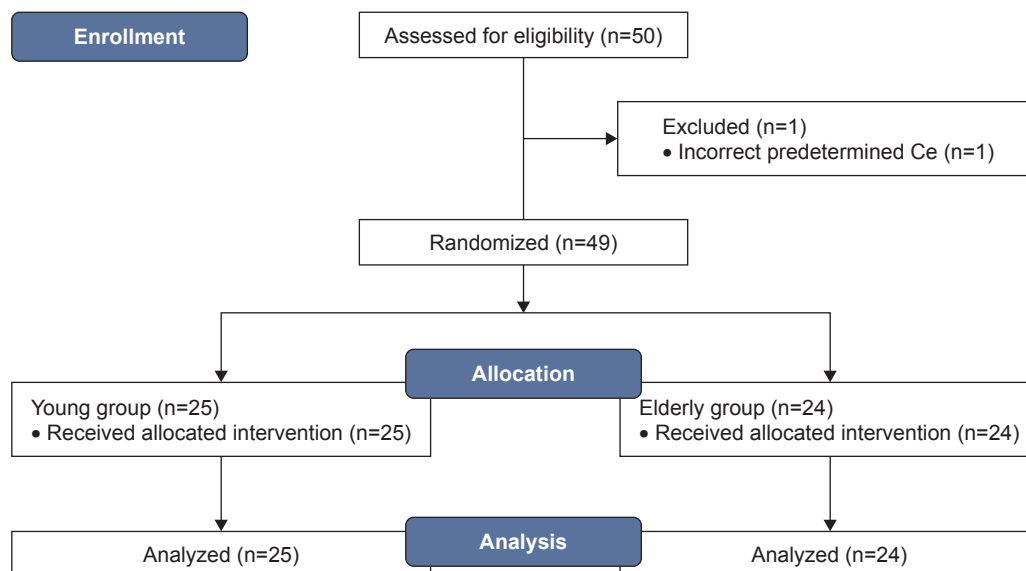 Enrollment
Assessed for eligibility (n=50)
Excluded (n=1)
• Incorrect predetermined Ce (n=1)
Randomized (n=49)
Allocation
Young group (n=25)
• Received allocated intervention (n=25)
Elderly group (n=24)
• Received allocated intervention (n=24)
Analysis
Analyzed (n=25)
Analyzed (n=24)